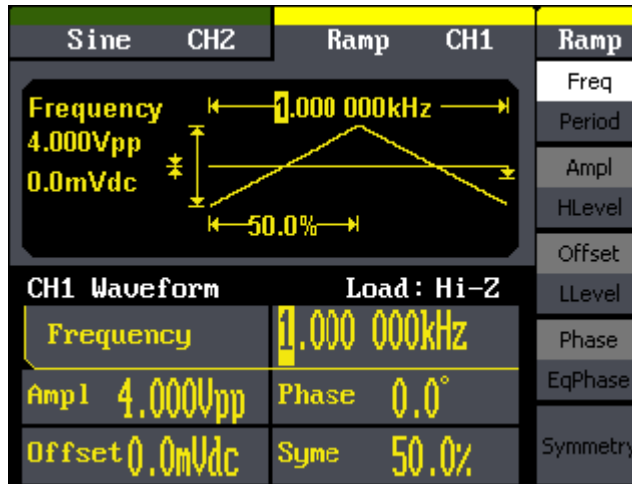 Sine CH2 Ramp CH1 Ramp
Frequency 1.000 000kHz
4.000Vpp
0.0mVdc
50.0%
CH1 Waveform Load: Hi-Z
Frequency 1.000 000kHz
Ampl 4.000Vpp Phase 0.0°
Offset 0.0mVdc Syme 50.0%
Freq
Period
Ampl
HLevel
Offset
LLevel
Phase
EqPhase
Symmetry